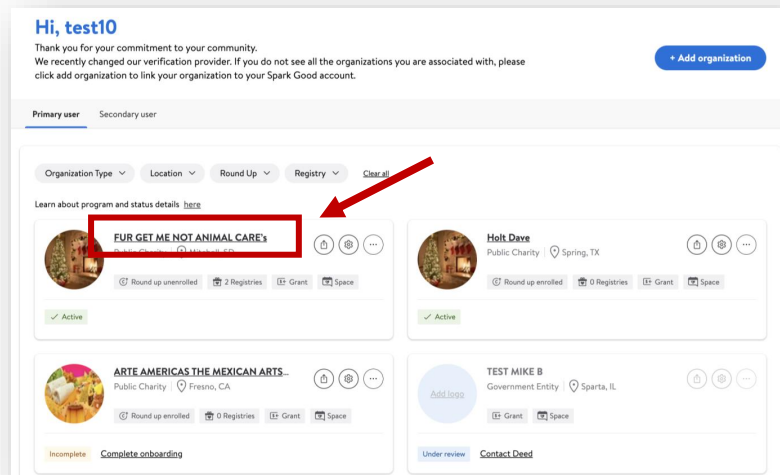 Hi, test10
Thank you for your commitment to your community.
We recently changed our verification provider. If you do not see all the organizations you are associated with, please
click add organization to link your organization to your Spark Good account.
+ Add organization
Primary user Secondary user
Organization Type Location Round Up Registry Clear all
Learn about program and status details here
FUR GET ME NOT ANIMAL CARE's
Public Charity
Round up unenrolled 2 Registries Grant Space
Active
Holt Dave
Public Charity Spring, TX
Round up enrolled 0 Registries Grant Space
Active
ARTE AMERICAS THE MEXICAN ARTS...
Public Charity Fresno, CA
Round up enrolled 0 Registries Grant Space
Incomplete Complete onboarding
Add logo
TEST MIKE B
Government Entity Sparta, IL
Grant Space
Under review Contact Deed